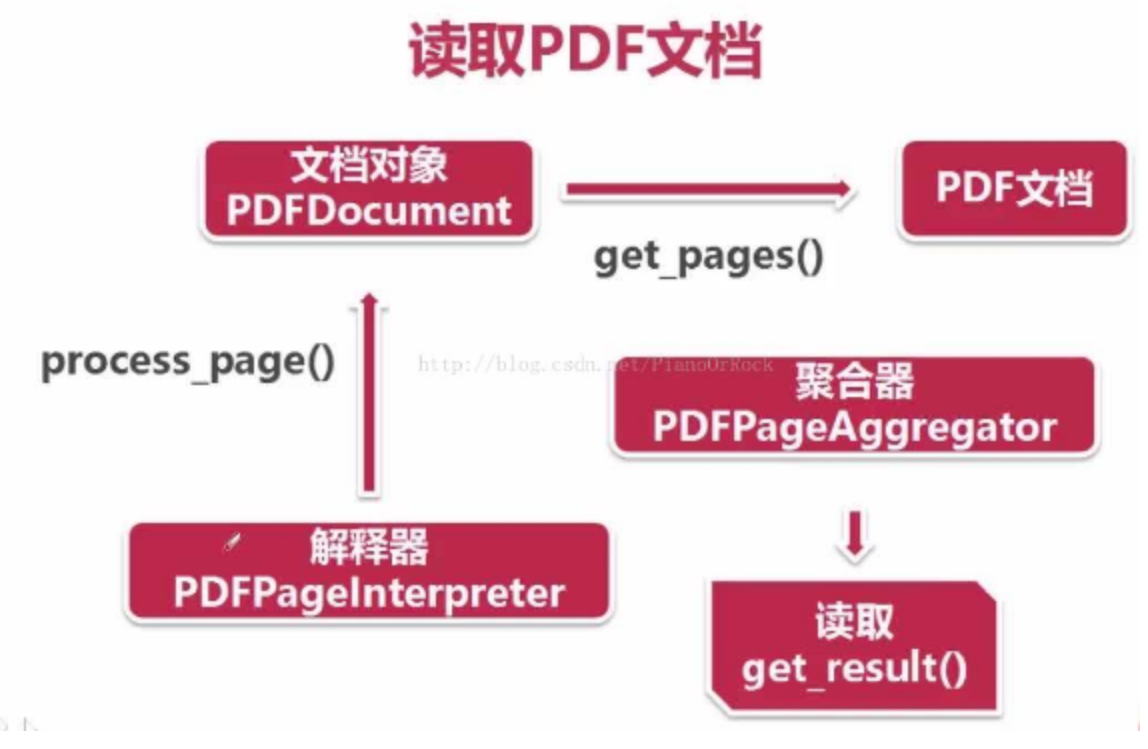 读取PDF文档
文档对象
PDFDocument
PDF文档
get_pages()
process_page()
http://blog.csdn.net/PianoOrRock
聚合器
PDFPageAggregator
解释器
PDFPageInterpreter
读取
get_result()